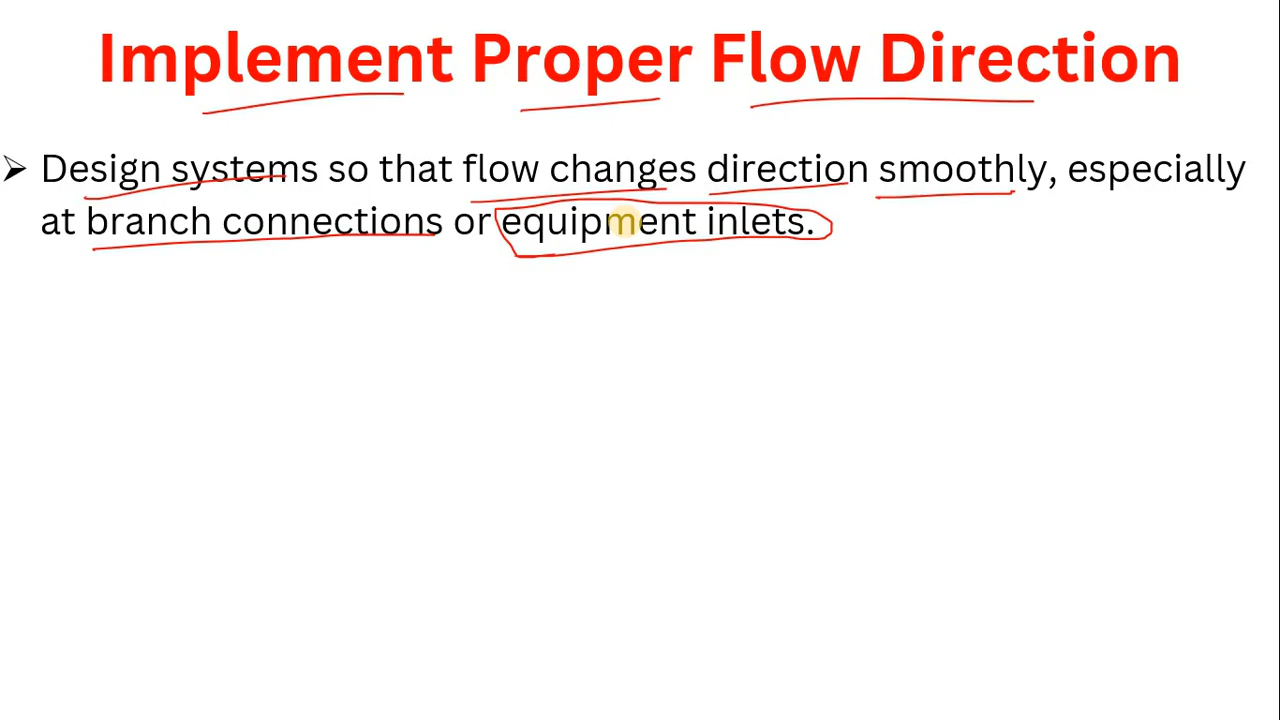 Implement Proper Flow Direction
➢ Design systems so that flow changes direction smoothly, especially
at branch connections or equipment inlets.